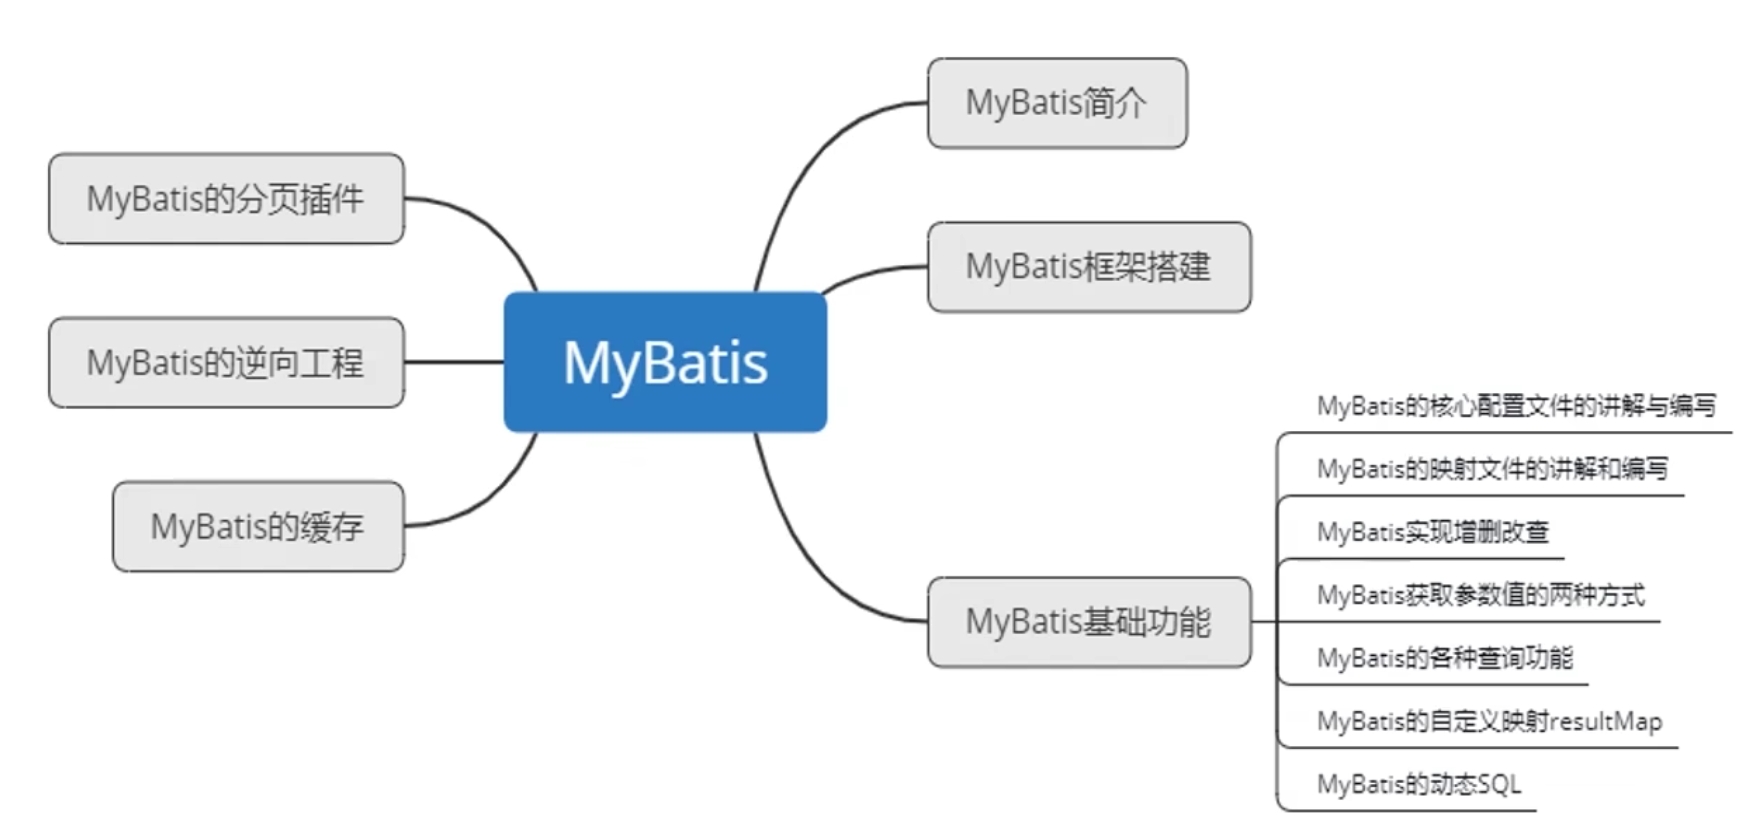 MyBatis
MyBatis简介
MyBatis框架搭建
MyBatis基础功能
MyBatis的核心配置文件的讲解与编写
MyBatis的映射文件的讲解和编写
MyBatis实现增删改查
MyBatis获取参数值的两种方式
MyBatis的各种查询功能
MyBatis的自定义映射resultMap
MyBatis的动态SQL
MyBatis的分页插件
MyBatis的逆向工程
MyBatis的缓存